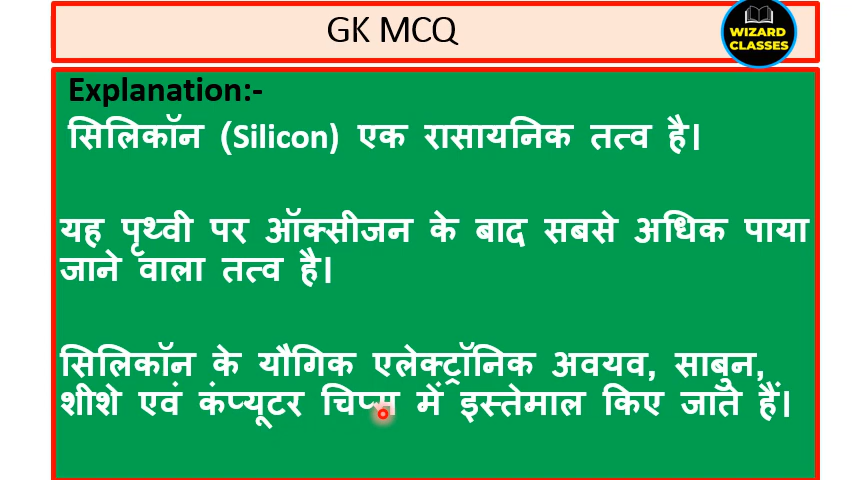 GK MCQ
WIZARD
CLASSES
Explanation:-
सिलिकॉन (Silicon) एक रासायनिक तत्व है।
यह पृथ्वी पर ऑक्सीजन के बाद सबसे अधिक पाया
जाने वाला तत्व है।
सिलिकॉन के यौगिक एलेक्ट्रॉनिक अवयव, साबुन,
शीशे एवं कंप्यूटर चिप्स में इस्तेमाल किए जाते हैं।